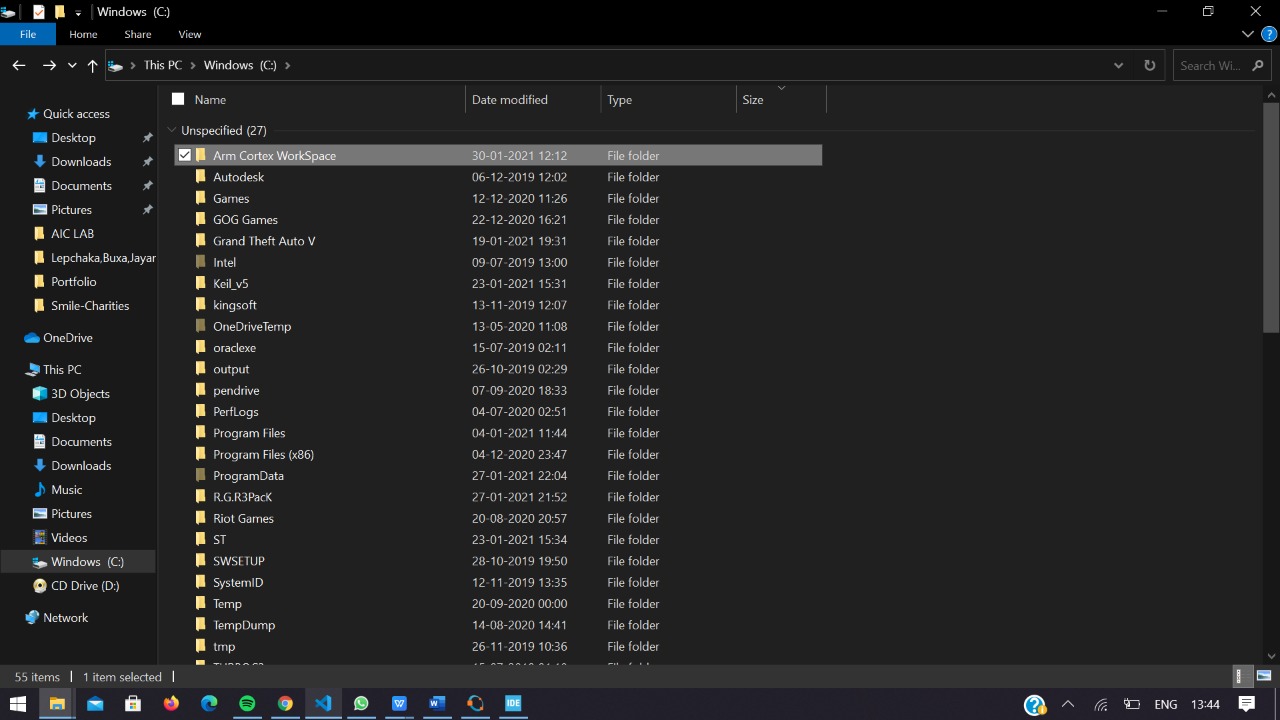 Windows (C:)
File Home Share View
This PC Windows (C:) Search Wi...
Name Date modified Type Size
Unspecified (27)
Arm Cortex WorkSpace 30-01-2021 12:12 File folder
Autodesk 06-12-2019 12:02 File folder
Games 12-12-2020 11:26 File folder
GOG Games 22-12-2020 16:21 File folder
Grand Theft Auto V 19-01-2021 19:31 File folder
Intel 09-07-2019 13:00 File folder
Keil_v5 23-01-2021 15:31 File folder
kingsoft 13-11-2019 12:07 File folder
OneDriveTemp 13-05-2020 11:08 File folder
oraclexe 15-07-2019 02:11 File folder
output 26-10-2019 02:29 File folder
pendrive 07-09-2020 18:33 File folder
PerfLogs 04-07-2020 02:51 File folder
Program Files 04-01-2021 11:44 File folder
Program Files (x86) 04-12-2020 23:47 File folder
ProgramData 27-01-2021 22:04 File folder
R.G.R3PacK 27-01-2021 21:52 File folder
Riot Games 20-08-2020 20:57 File folder
ST 23-01-2021 15:34 File folder
SWSETUP 28-10-2019 19:50 File folder
SystemID 12-11-2019 13:35 File folder
Temp 20-09-2020 00:00 File folder
TempDump 14-08-2020 14:41 File folder
tmp 26-11-2019 10:36 File folder
Quick access
Desktop
Downloads
Documents
Pictures
AIC LAB
Lepchaka,Buxa,Jayar
Portfolio
Smile-Charities
OneDrive
This PC
3D Objects
Desktop
Documents
Downloads
Music
Pictures
Videos
Windows (C:)
CD Drive (D:)
Network
55 items 1 item selected
IDE
ENG 13:44